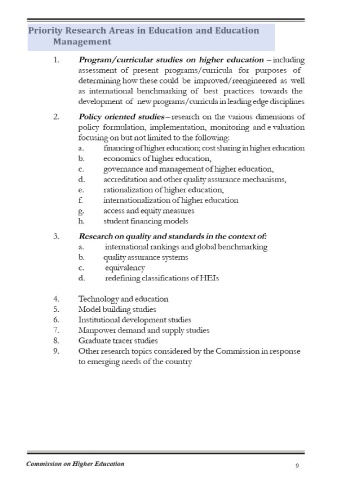 Priority Research Areas in Education and Education
Management
1. Program/curricular studies on higher education – including
assessment of present programs/curricula for purposes of
determining how these could be improved/reengineered as well
as international benchmarking of best practices towards the
development of new programs/curricula in leading edge disciplines
2. Policy oriented studies – research on the various dimensions of
policy formulation, implementation, monitoring and evaluation
focusing on but not limited to the following:
a. financing of higher education; cost sharing in higher education
b. economics of higher education,
c. governance and management of higher education,
d. accreditation and other quality assurance mechanisms,
e. rationalization of higher education,
f. internationalization of higher education
g. access and equity measures
h. student financing models
3. Research on quality and standards in the context of:
a. international rankings and global benchmarking
b. quality assurance systems
c. equivalency
d. redefining classifications of HEIs
4. Technology and education
5. Model building studies
6. Institutional development studies
7. Manpower demand and supply studies
8. Graduate tracer studies
9. Other research topics considered by the Commission in response
to emerging needs of the country
Commission on Higher Education 9